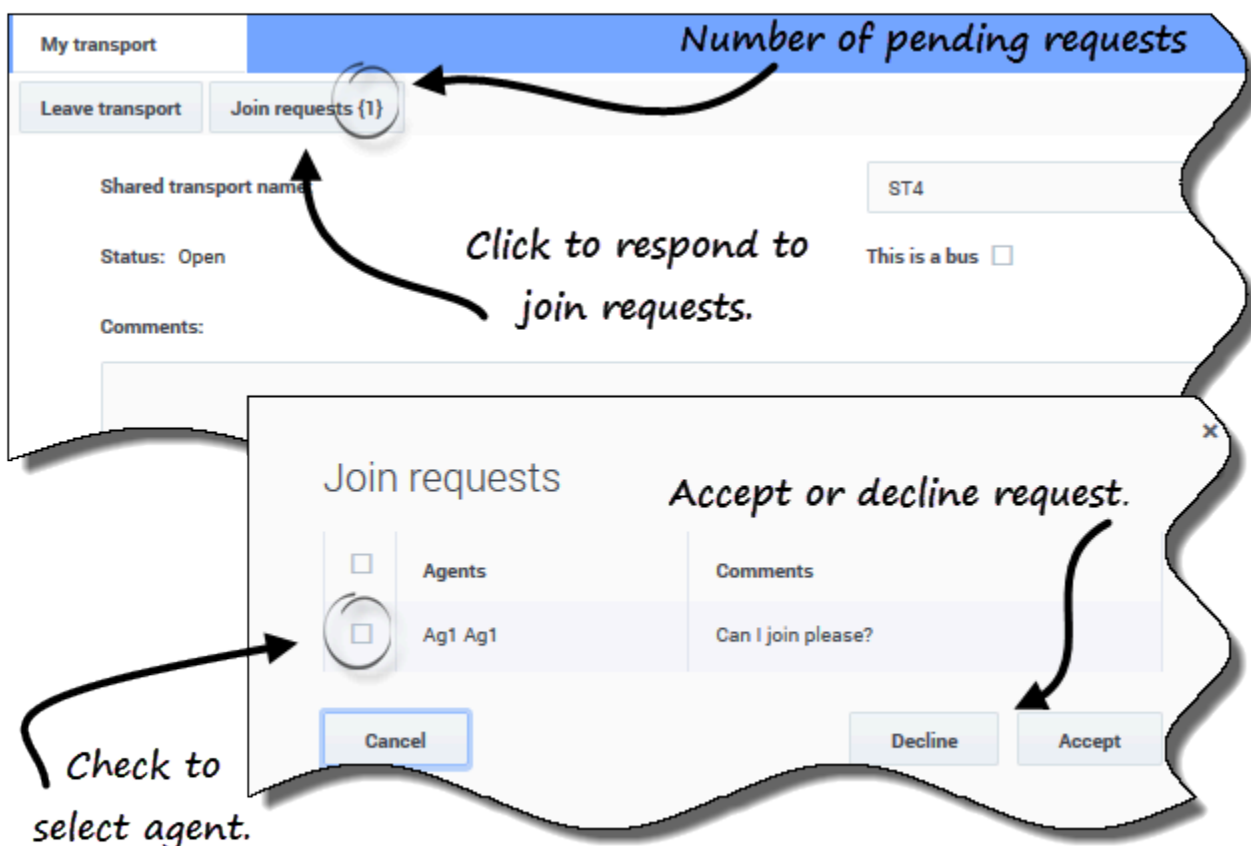 My transport
Number of pending requests
Leave transport
Join requests {1}
Shared transport name
ST4
Click to respond to
join requests.
Status: Open
This is a bus
Comments:
×
Join requests
Accept or decline request.
Agents
Comments
Ag1 Ag1
Can I join please?
Cancel
Decline
Accept
Check to
select agent.